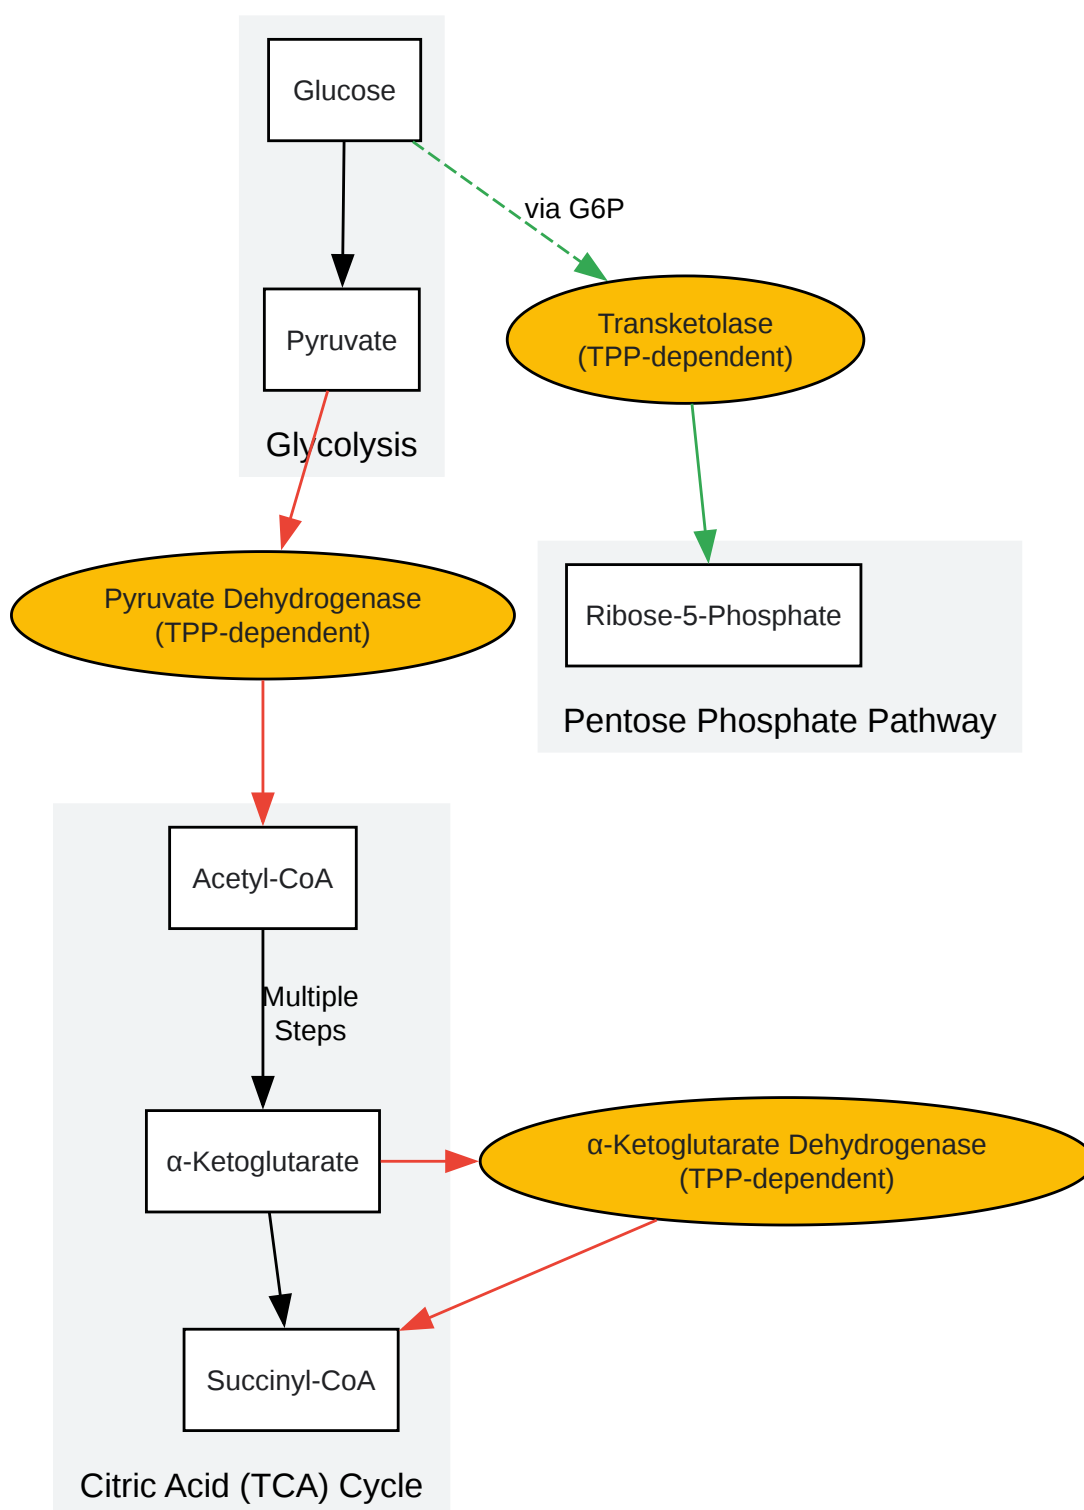 Glucose
via G6P
Transketolase
(TPP-dependent)
Pyruvate
Glycolysis
Pyruvate Dehydrogenase
(TPP-dependent)
Ribose-5-Phosphate
Pentose Phosphate Pathway
Acetyl-CoA
Multiple
Steps
α-Ketoglutarate
α-Ketoglutarate Dehydrogenase
(TPP-dependent)
Succinyl-CoA
Citric Acid (TCA) Cycle